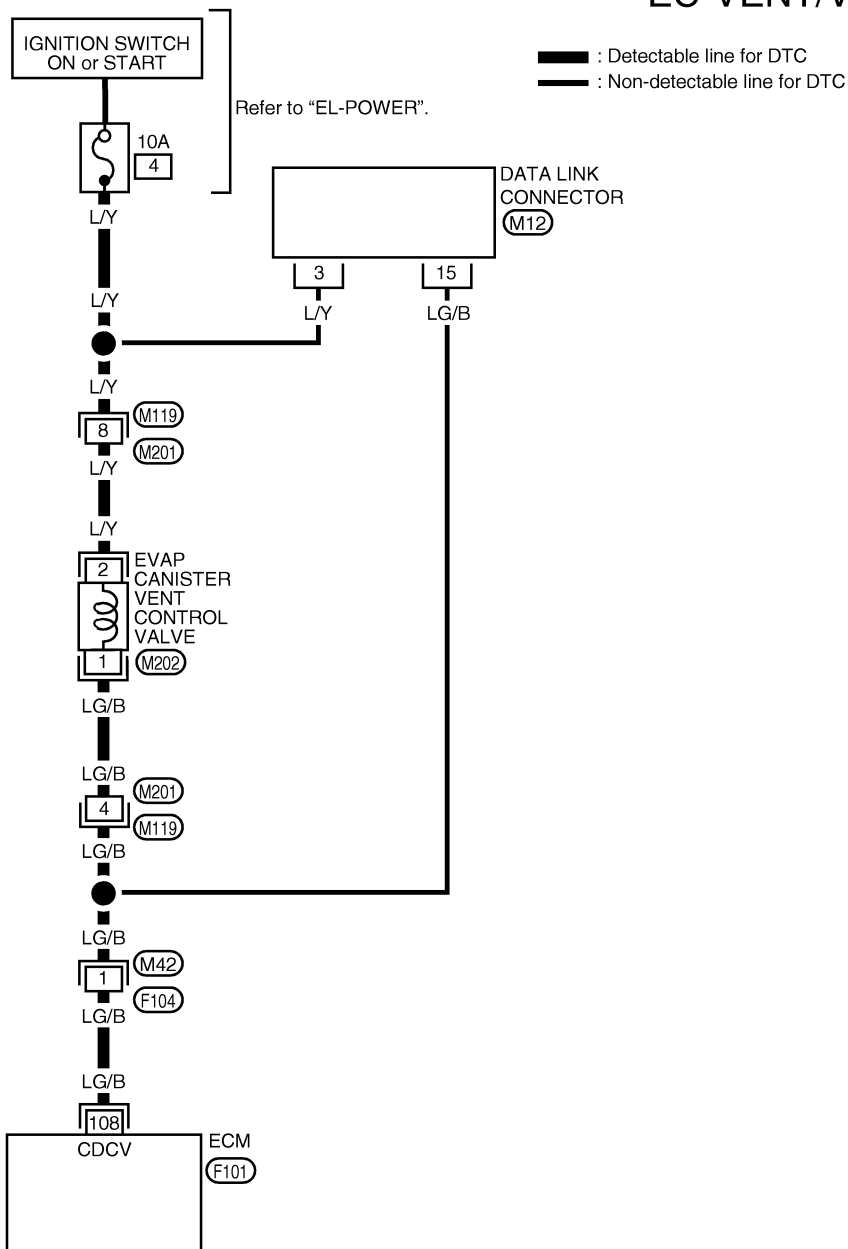 IGNITION SWITCH
ON or START
: Detectable line for DTC
: Non-detectable line for DTC
Refer to “EL-POWER”.
10A
4
L/Y
DATA LINK
CONNECTOR
M12
3
15
L/Y
LG/B
L/Y
L/Y
M119
8
M201
L/Y
L/Y
2
EVAP
CANISTER
VENT
CONTROL
VALVE
1
M202
LG/B
LG/B
M201
4
M119
LG/B
LG/B
M42
1
F104
LG/B
LG/B
108
CDCV
ECM
F101